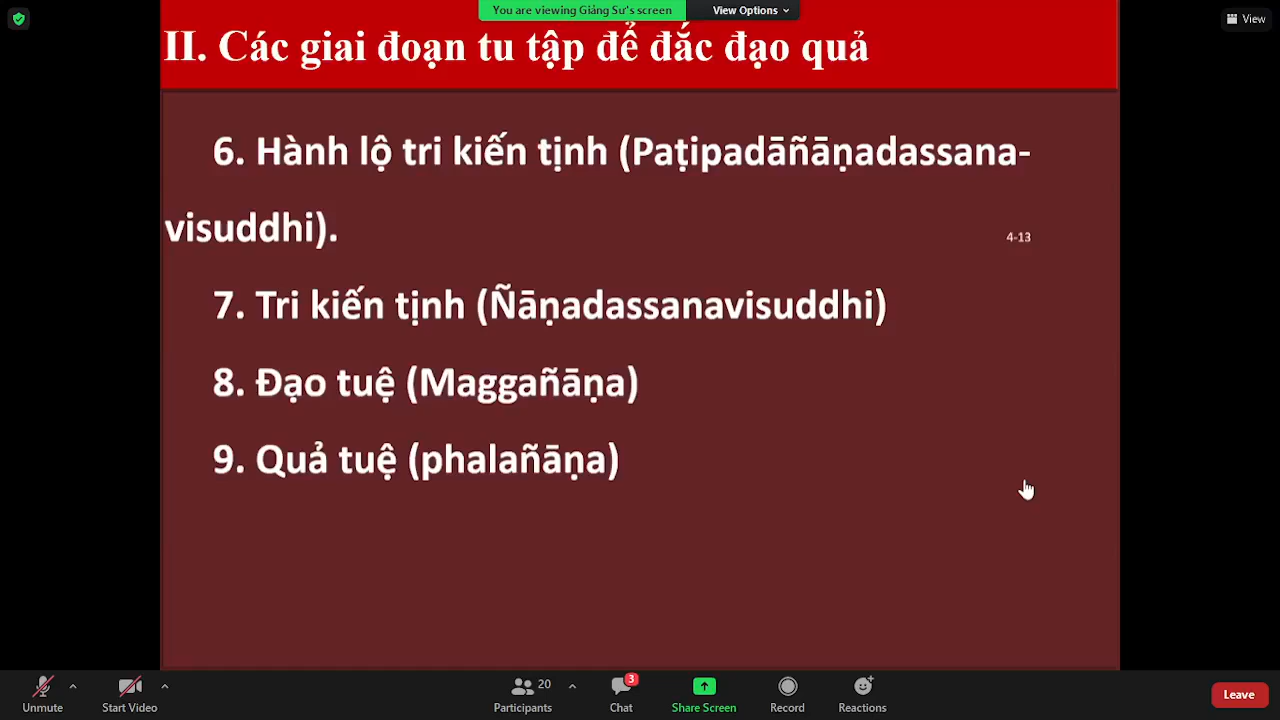 You are viewing Giảng Sư's screen
View Options
View
II. Các giai đoạn tu tập để đắc đạo quả
6. Hành lộ tri kiến tịnh (Paṭipadāñāṇadassana-
visuddhi).
4-13
7. Tri kiến tịnh (Ñāṇadassanavisuddhi)
8. Đạo tuệ (Maggañāṇa)
9. Quả tuệ (phalañāṇa)
Unmute
Start Video
20
Participants
3
Chat
Share Screen
Record
Reactions
Leave